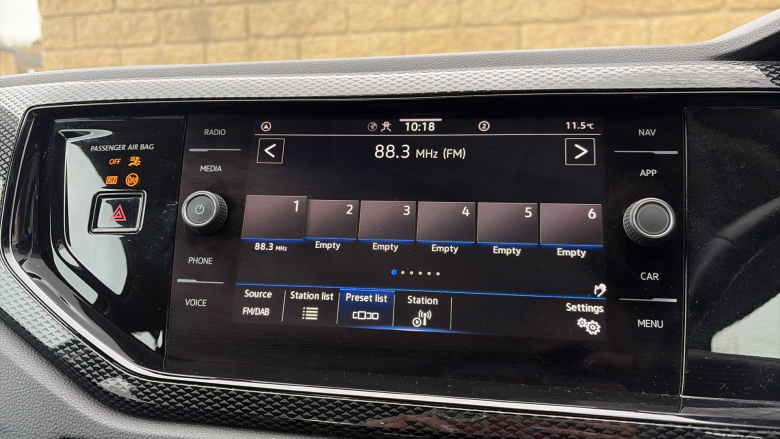 PASSENGER AIR BAG
OFF
ON
RADIO
MEDIA
PHONE
VOICE
A
10:18
2
11.5°C
<
88.3 MHz (FM)
>
1
2
3
4
5
6
88.3 MHz
Empty
Empty
Empty
Empty
Empty
Source
FM/DAB
Station list
Preset list
Station
Settings
NAV
APP
CAR
MENU